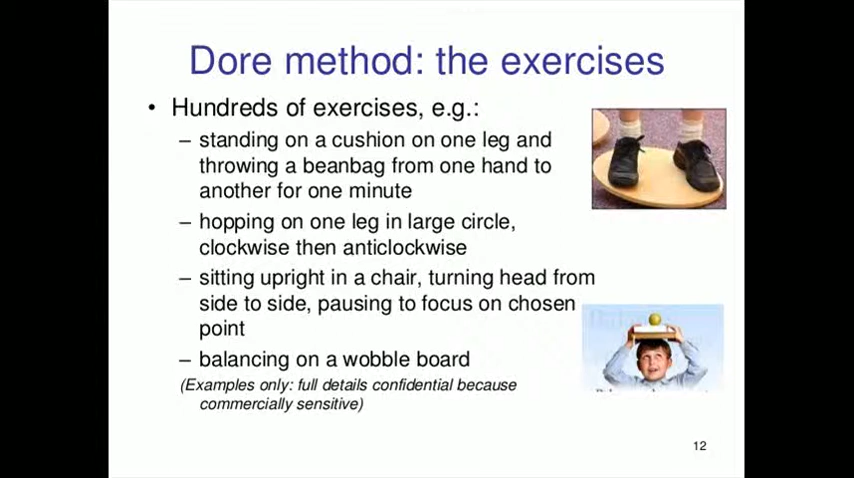 Dore method: the exercises
• Hundreds of exercises, e.g.:
– standing on a cushion on one leg and
throwing a beanbag from one hand to
another for one minute
– hopping on one leg in large circle,
clockwise then anticlockwise
– sitting upright in a chair, turning head from
side to side, pausing to focus on chosen
point
– balancing on a wobble board
(Examples only: full details confidential because
commercially sensitive)
12